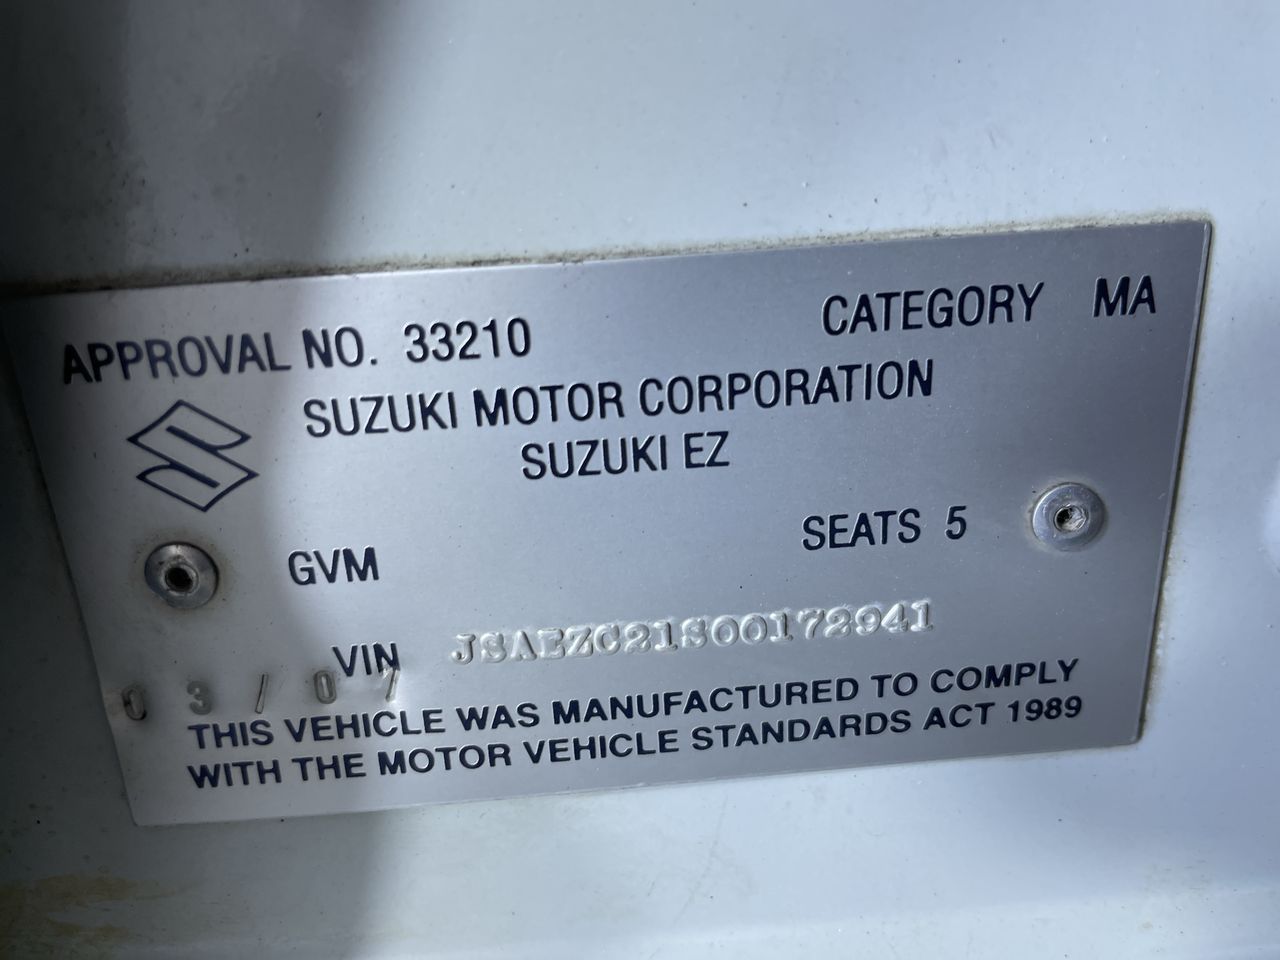 APPROVAL NO. 33210 CATEGORY MA
SUZUKI MOTOR CORPORATION
SUZUKI EZ
SEATS 5
GVM
VIN JSAEZC21S00172941
03/07
THIS VEHICLE WAS MANUFACTURED TO COMPLY
WITH THE MOTOR VEHICLE STANDARDS ACT 1989